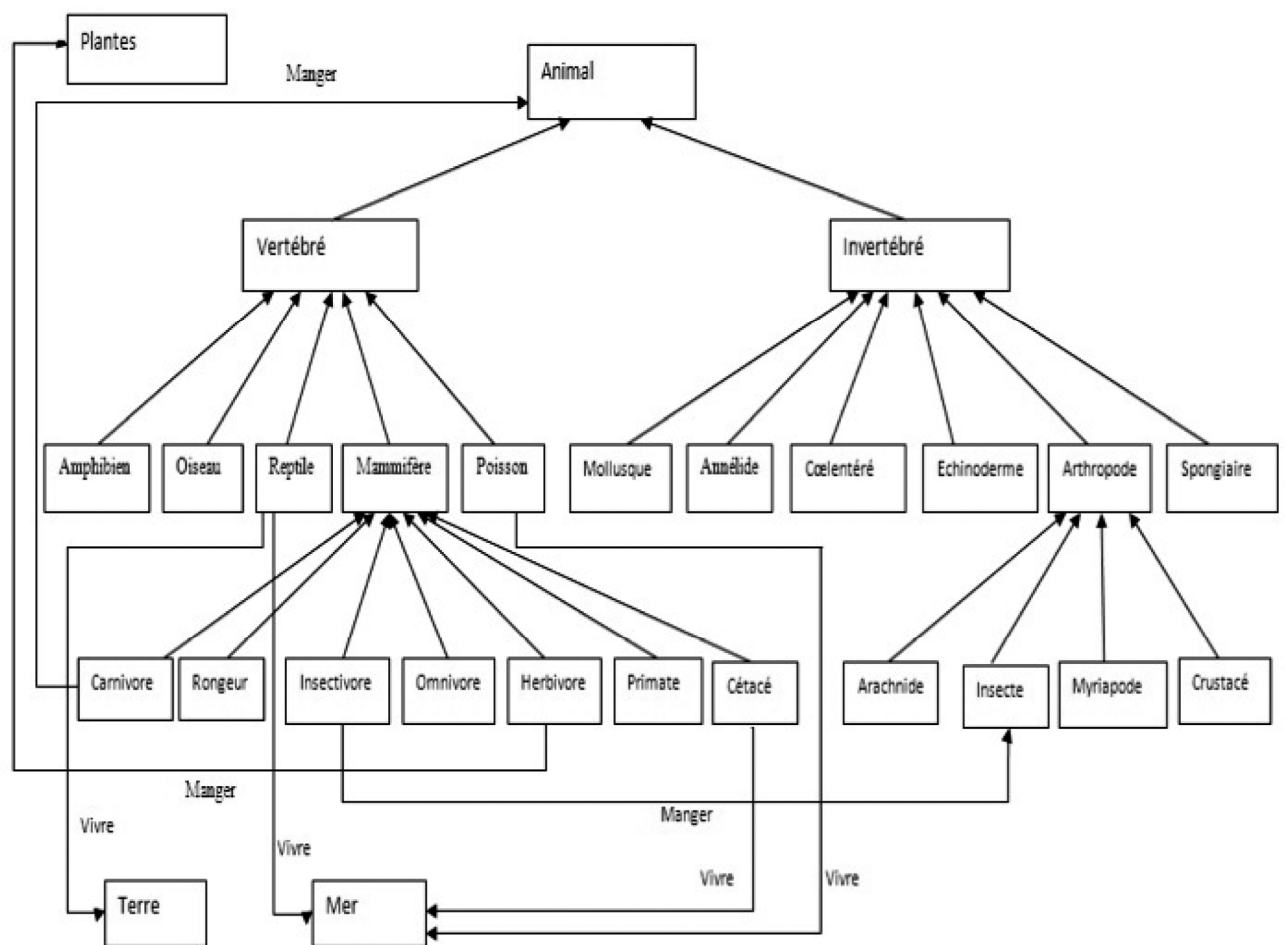 Plantes
Manger
Animal
Vertébré
Invertébré
Amphibien
Oiseau
Reptile
Mammifère
Poisson
Mollusque
Annélide
Cœlentéré
Echinoderme
Arthropode
Spongiaire
Carnivore
Rongeur
Insectivore
Omnivore
Herbivore
Primate
Cétacé
Arachnide
Insecte
Myriapode
Crustacé
Manger
Manger
Vivre
Vivre
Vivre
Vivre
Terre
Mer